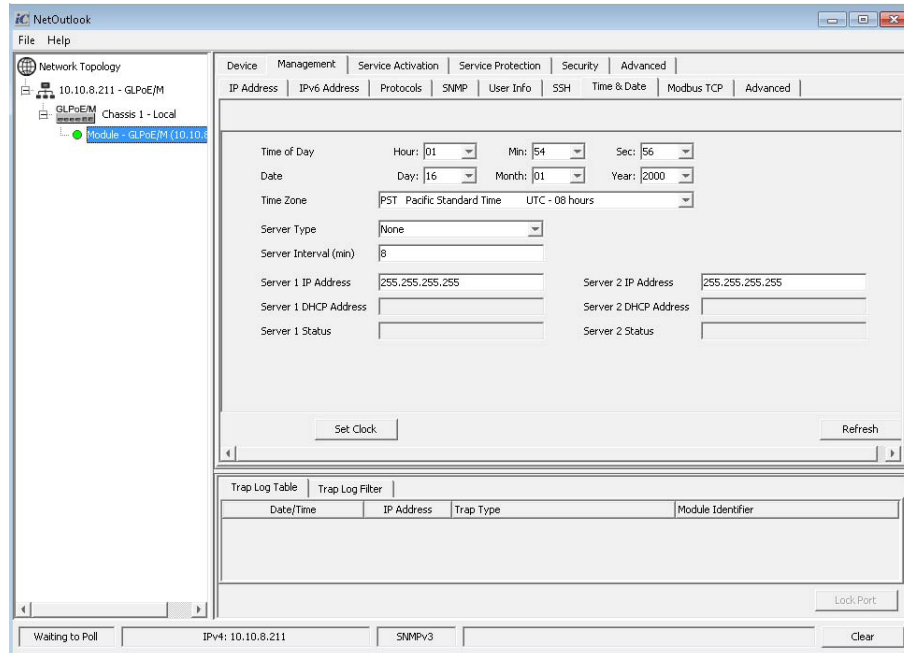 iC NetOutlook
File Help
Network Topology
10.10.8.211 - GLPoE/M
GLPoE/M Chassis 1 - Local
Module - GLPoE/M (10.10.8
Device Management Service Activation Service Protection Security Advanced
IP Address IPv6 Address Protocols SNMP User Info SSH Time & Date Modbus TCP Advanced
Time of Day Hour: 01 Min: 54 Sec: 56
Date Day: 16 Month: 01 Year: 2000
Time Zone PST Pacific Standard Time UTC - 08 hours
Server Type None
Server Interval (min) 8
Server 1 IP Address 255.255.255.255 Server 2 IP Address 255.255.255.255
Server 1 DHCP Address Server 2 DHCP Address
Server 1 Status Server 2 Status
Set Clock Refresh
Trap Log Table Trap Log Filter
Date/Time IP Address Trap Type Module Identifier
Lock Port
Waiting to Poll IPv4: 10.10.8.211 SNMPv3 Clear